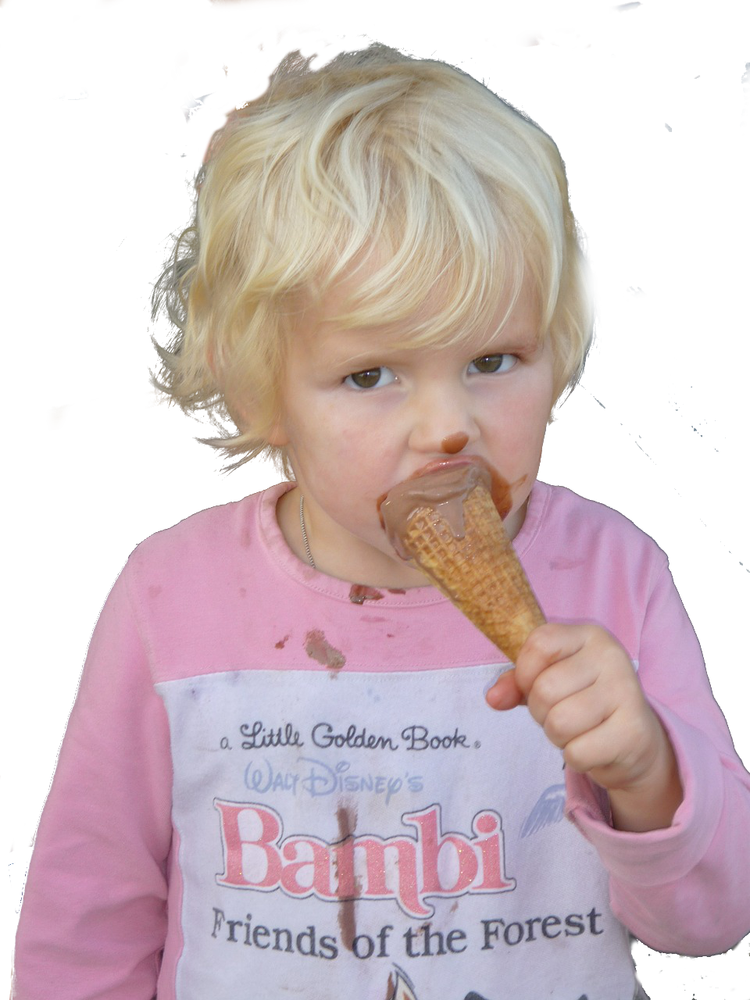 a Little Golden Book®
Walt Disney's
Bambi
Friends of the Forest